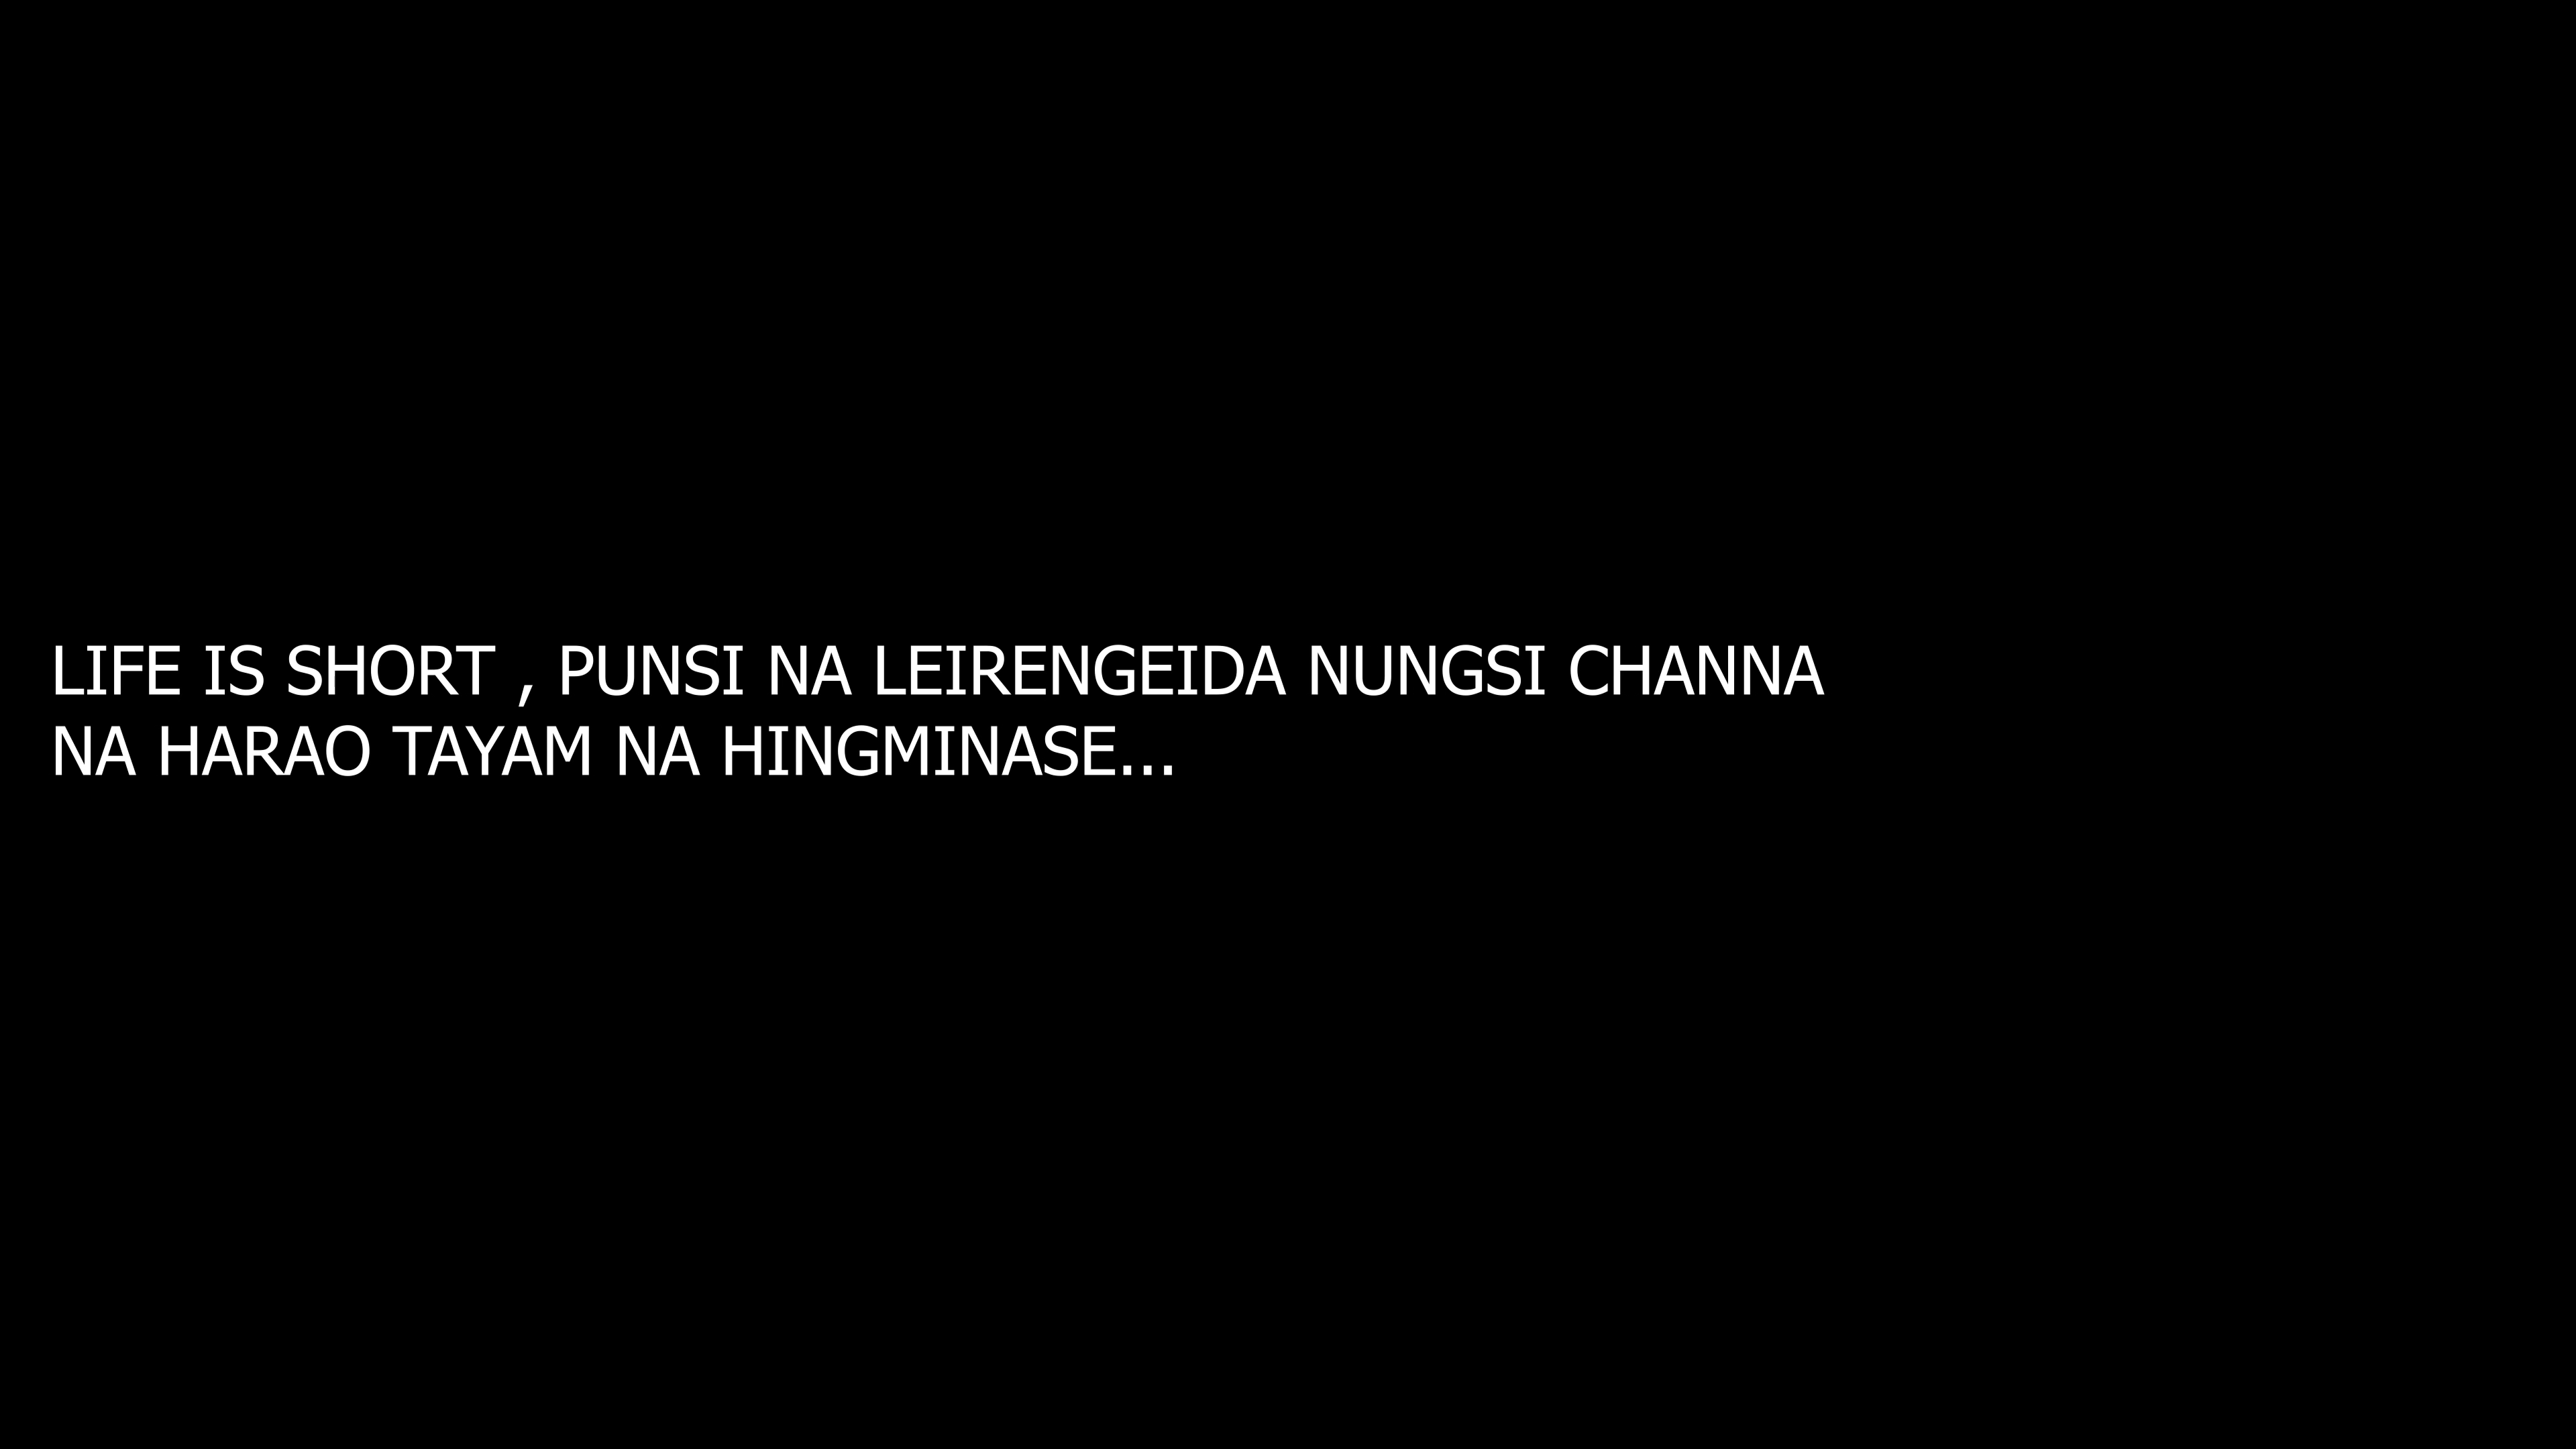 LIFE IS SHORT , PUNSI NA LEIRENGEIDA NUNGSI CHANNA
NA HARAO TAYAM NA HINGMINASE...